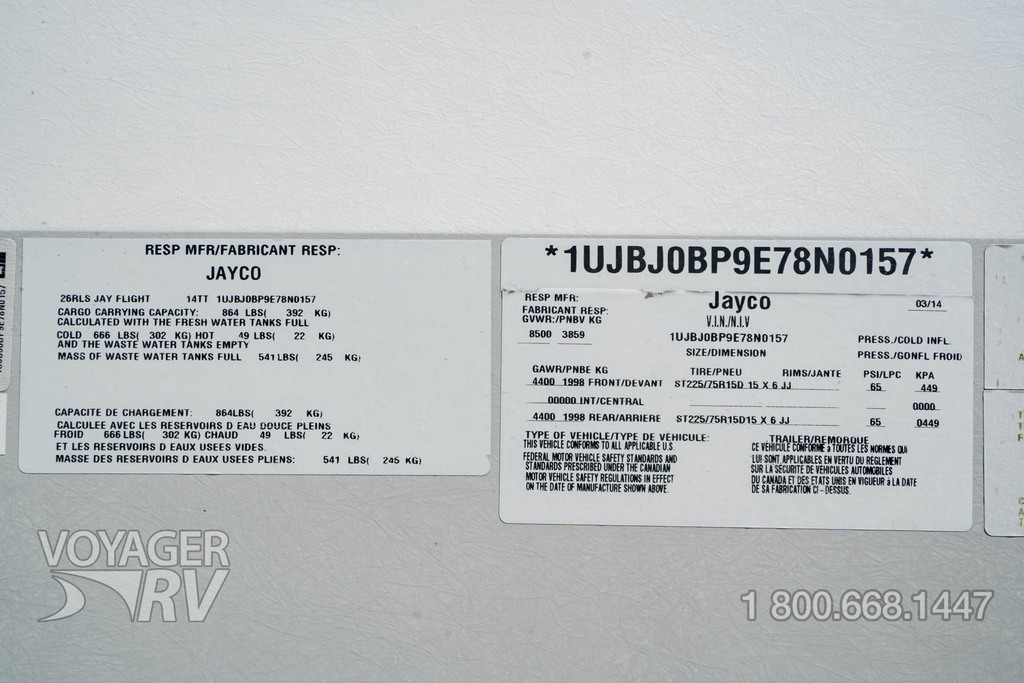 RESP MFR/FABRICANT RESP:
JAYCO
26RLS JAY FLIGHT 14TT 1UJBJ0BP9E78N0157
CARGO CARRYING CAPACITY: 864 LBS( 392 KG)
CALCULATED WITH THE FRESH WATER TANKS FULL
COLD 666 LBS( 302 KG) HOT 49 LBS( 22 KG)
AND THE WASTE WATER TANKS EMPTY
MASS OF WASTE WATER TANKS FULL 541 LBS( 245 KG)
CAPACITE DE CHARGEMENT: 864LBS( 392 KG)
CALCULEE AVEC LES RESERVOIRS D EAU DOUCE PLEINS
FROID 666 LBS( 302 KG) CHAUD 49 LBS( 22 KG)
ET LES RESERVOIRS D EAUX USEES VIDES.
MASSE DES RESERVOIRS D EAUX USEES PLIENS: 541 LBS( 245 KG)
*1UJBJ0BP9E78N0157*
RESP MFR: Jayco 03/14
FABRICANT RESP:
GVWR:/PNBV KG V.I.N./N.I.V
8500 3859 1UJBJ0BP9E78N0157 PRESS./COLD INFL.
SIZE/DIMENSION PRESS./GONFL FROID
GAWR/PNBE KG TIRE/PNEU RIMS/JANTE PSI/LPC KPA
4400 1998 FRONT/DEVANT ST225/75R15D 15 X 6 JJ 65 449
00000 INT/CENTRAL 0000
4400 1998 REAR/ARRIERE ST225/75R15D15 X 6 JJ 65 0449
TYPE OF VEHICLE/TYPE DE VÉHICULE: TRAILER/REMORQUE
THIS VEHICLE CONFORMS TO ALL APPLICABLE U.S.
FEDERAL MOTOR VEHICLE SAFETY STANDARDS AND
STANDARDS PRESCRIBED UNDER THE CANADIAN
MOTOR VEHICLE SAFETY REGULATIONS IN EFFECT
ON THE DATE OF MANUFACTURE SHOWN ABOVE.
CE VÉHICULE CONFORME à TOUTES LES NORMES QUI
LUI SONT APPLICABLES EN VERTU DU REGLEMENT
SUR LA SECURITE DE VEHICULES AUTOMOBILES
DU CANADA ET DES ETATS UNIS EN VIGUEUR à LA DATE
DE SA FABRICATION CI-DESSUS.
VOYAGER
RV
1 800.668.1447